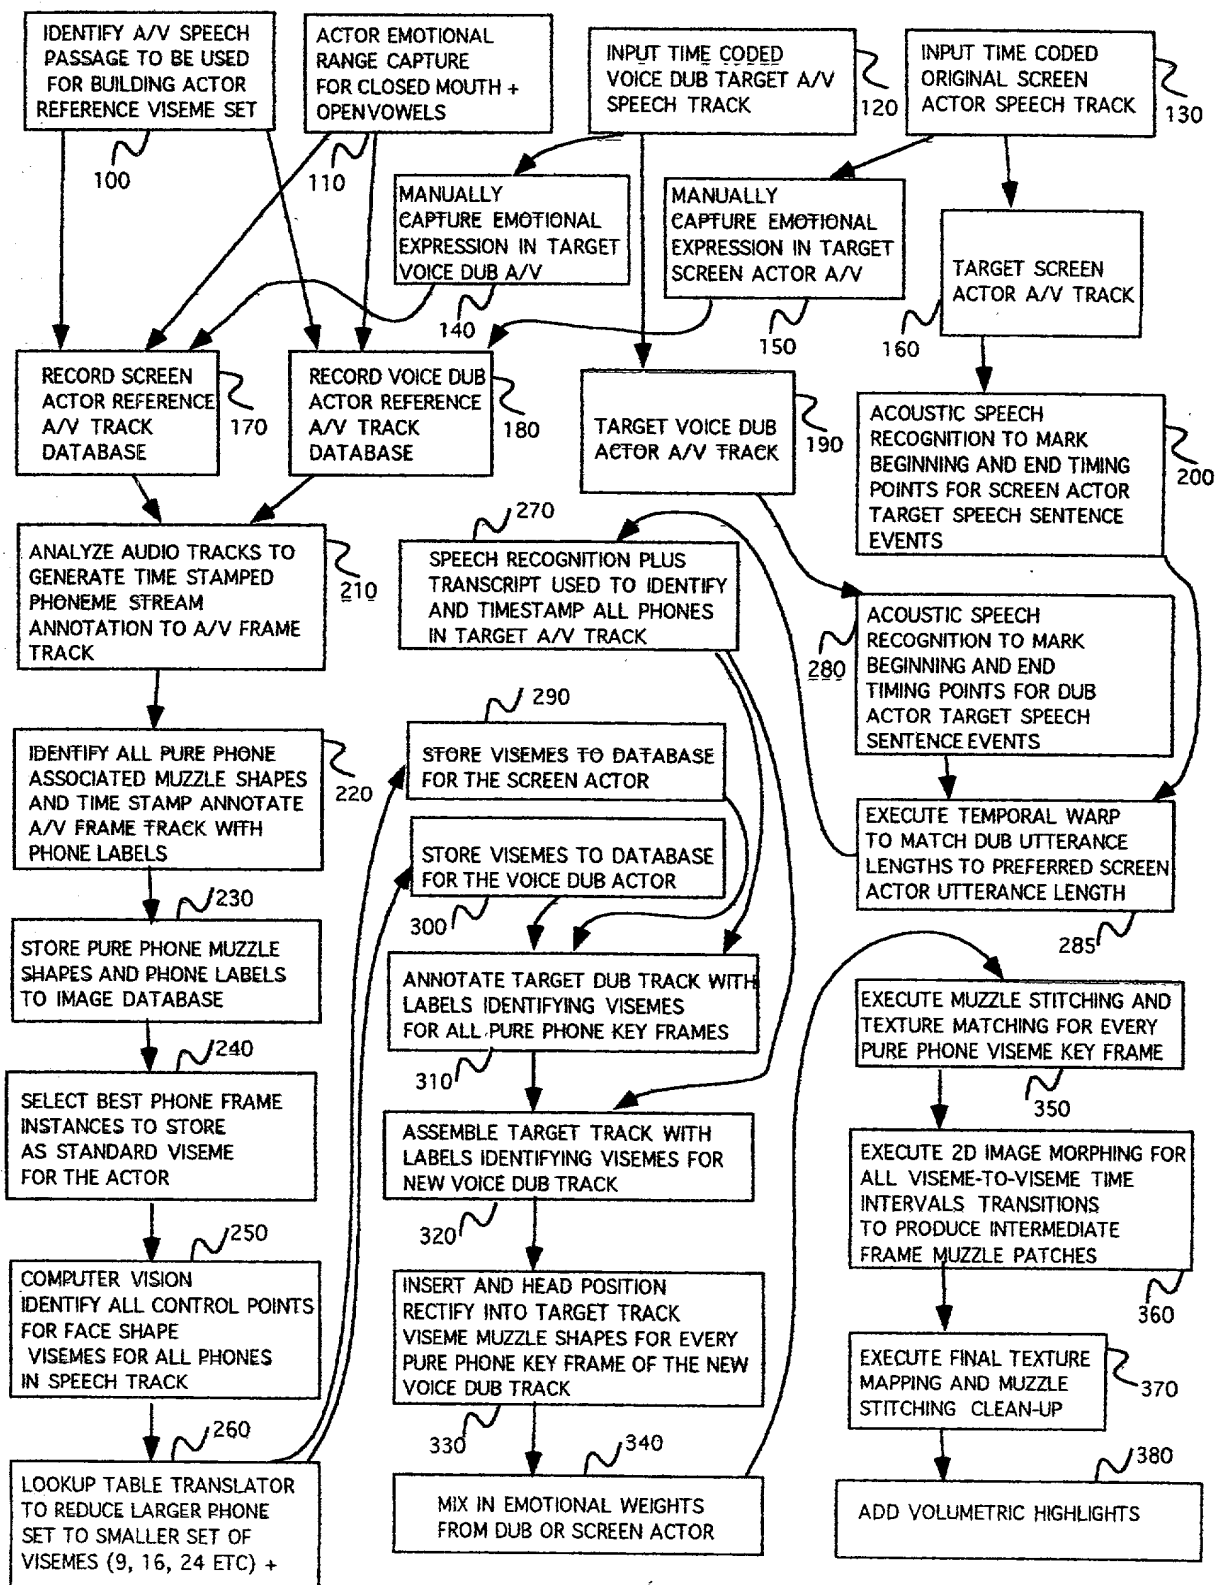 IDENTIFY A/V SPEECH
PASSAGE TO BE USED
FOR BUILDING ACTOR
REFERENCE VISEME SET
100
ACTOR EMOTIONAL
RANGE CAPTURE
FOR CLOSED MOUTH +
OPEN VOWELS
110
INPUT TIME CODED
VOICE DUB TARGET A/V
SPEECH TRACK
120
INPUT TIME CODED
ORIGINAL SCREEN
ACTOR SPEECH TRACK
130
MANUALLY
CAPTURE EMOTIONAL
EXPRESSION IN TARGET
VOICE DUB A/V
140
MANUALLY
CAPTURE EMOTIONAL
EXPRESSION IN TARGET
SCREEN ACTOR A/V
150
TARGET SCREEN
ACTOR A/V TRACK
160
RECORD SCREEN
ACTOR REFERENCE
A/V TRACK
DATABASE
170
RECORD VOICE DUB
ACTOR REFERENCE
A/V TRACK
DATABASE
180
TARGET VOICE DUB
ACTOR A/V TRACK
190
ACOUSTIC SPEECH
RECOGNITION TO MARK
BEGINNING AND END TIMING
POINTS FOR SCREEN ACTOR
TARGET SPEECH SENTENCE
EVENTS
200
ANALYZE AUDIO TRACKS TO
GENERATE TIME STAMPED
PHONEME STREAM
ANNOTATION TO A/V FRAME
TRACK
210
270
SPEECH RECOGNITION PLUS
TRANSCRIPT USED TO IDENTIFY
AND TIMESTAMP ALL PHONES
IN TARGET A/V TRACK
ACOUSTIC SPEECH
RECOGNITION TO MARK
BEGINNING AND END
TIMING POINTS FOR DUB
ACTOR TARGET SPEECH
SENTENCE EVENTS
280
IDENTIFY ALL PURE PHONE
ASSOCIATED MUZZLE SHAPES
AND TIME STAMP ANNOTATE
A/V FRAME TRACK WITH
PHONE LABELS
220
290
STORE VISEMES TO DATABASE
FOR THE SCREEN ACTOR
STORE VISEMES TO DATABASE
FOR THE VOICE DUB ACTOR
300
EXECUTE TEMPORAL WARP
TO MATCH DUB UTTERANCE
LENGTHS TO PREFERRED SCREEN
ACTOR UTTERANCE LENGTH
285
230
STORE PURE PHONE MUZZLE
SHAPES AND PHONE LABELS
TO IMAGE DATABASE
ANNOTATE TARGET DUB TRACK WITH
LABELS IDENTIFYING VISEMES
FOR ALL PURE PHONE KEY FRAMES
310
EXECUTE MUZZLE STITCHING AND
TEXTURE MATCHING FOR EVERY
PURE PHONE VISEME KEY FRAME
350
240
SELECT BEST PHONE FRAME
INSTANCES TO STORE
AS STANDARD VISEME
FOR THE ACTOR
ASSEMBLE TARGET TRACK WITH
LABELS IDENTIFYING VISEMES FOR
NEW VOICE DUB TRACK
320
EXECUTE 2D IMAGE MORPHING FOR
ALL VISEME-TO-VISEME TIME
INTERVALS TRANSITIONS
TO PRODUCE INTERMEDIATE
FRAME MUZZLE PATCHES
360
250
COMPUTER VISION
IDENTIFY ALL CONTROL POINTS
FOR FACE SHAPE
VISEMES FOR ALL PHONES
IN SPEECH TRACK
INSERT AND HEAD POSITION
RECTIFY INTO TARGET TRACK
VISEME MUZZLE SHAPES FOR EVERY
PURE PHONE KEY FRAME OF THE NEW
VOICE DUB TRACK
330
EXECUTE FINAL TEXTURE
MAPPING AND MUZZLE
STITCHING CLEAN-UP
370
260
LOOKUP TABLE TRANSLATOR
TO REDUCE LARGER PHONE
SET TO SMALLER SET OF
VISEMES (9, 16, 24 ETC) +
340
MIX IN EMOTIONAL WEIGHTS
FROM DUB OR SCREEN ACTOR
380
ADD VOLUMETRIC HIGHLIGHTS